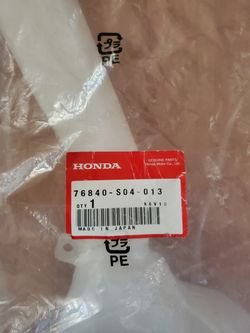 プラ
PE
HONDA
GENUINE PARTS
Honda Motor Co., Ltd.
76840-S04-013
QTY 1
X4V10
MADE IN JAPAN
プラ
PE